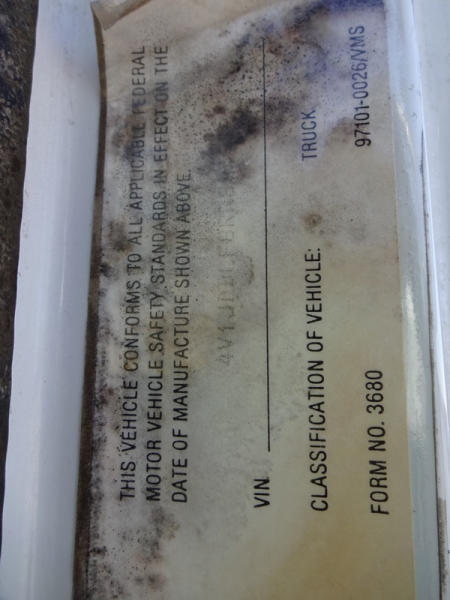 THIS VEHICLE CONFORMS TO ALL APPLICABLE FEDERAL
MOTOR VEHICLE SAFETY STANDARDS IN EFFECT ON THE
DATE OF MANUFACTURE SHOWN ABOVE.
VIN
CLASSIFICATION OF VEHICLE: TRUCK
FORM NO. 3680 97101-0026/VMS